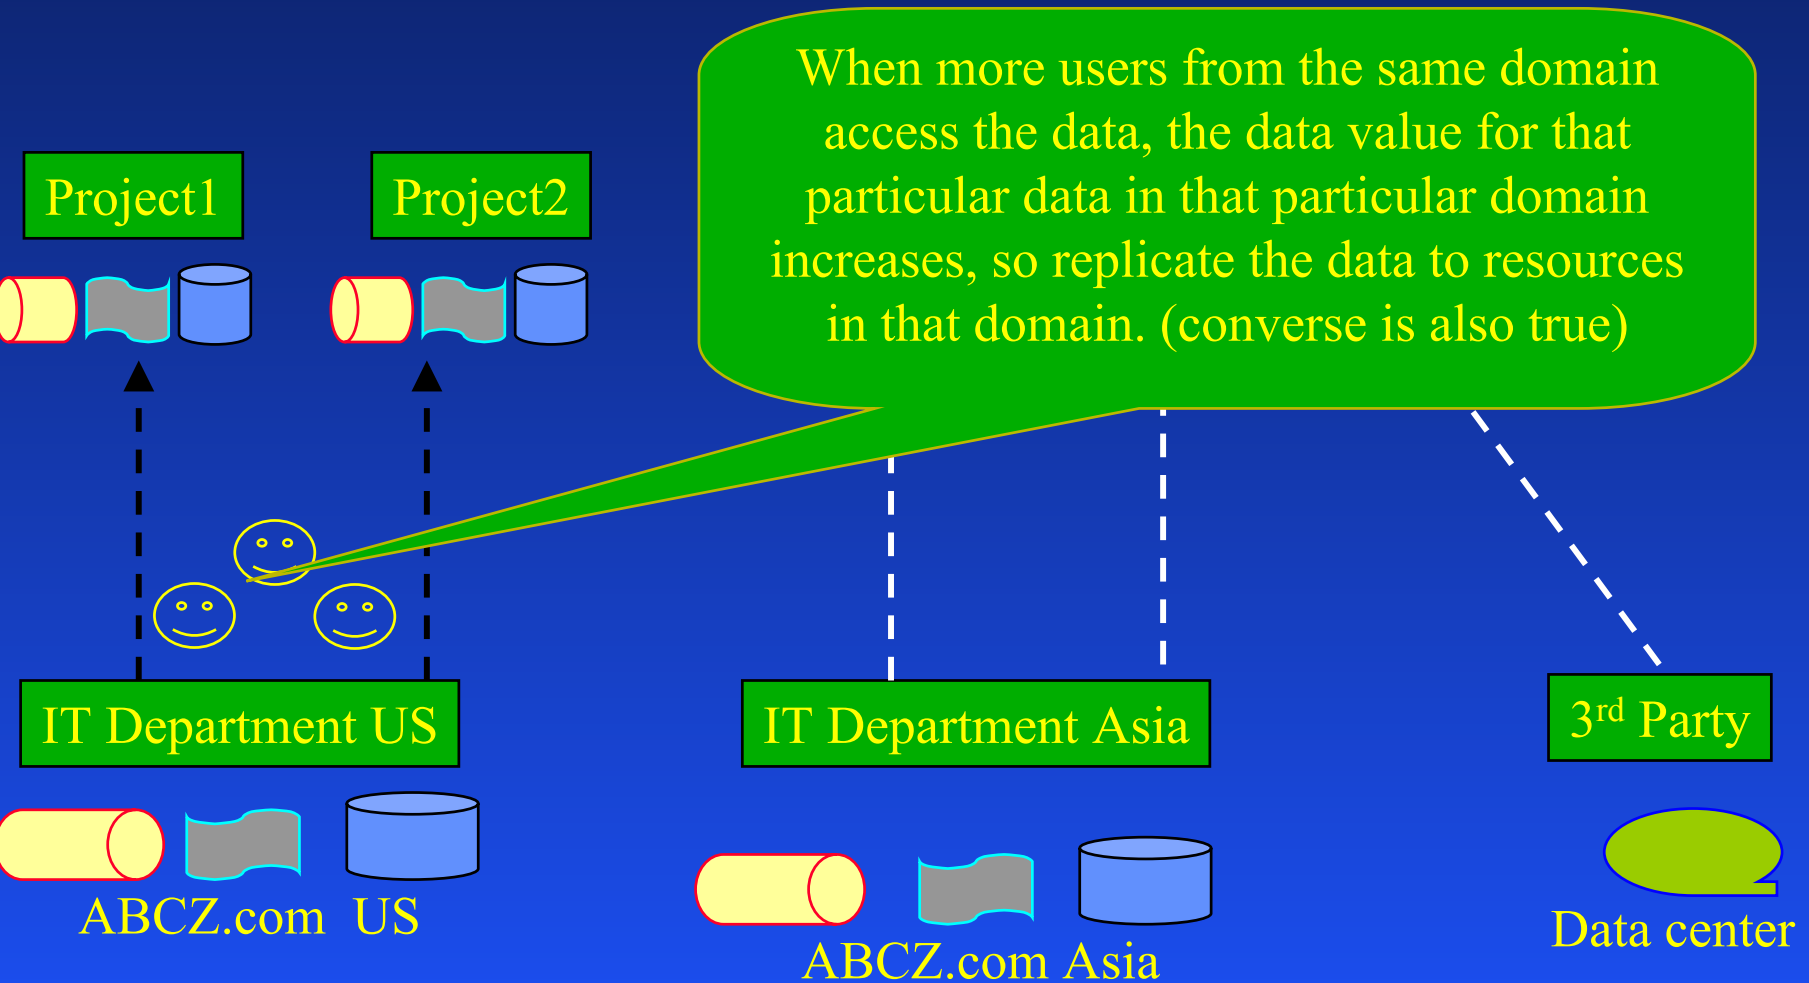 When more users from the same domain
access the data, the data value for that
particular data in that particular domain
increases, so replicate the data to resources
in that domain. (converse is also true)
Project1
Project2
IT Department US
IT Department Asia
3rd Party
ABCZ.com US
ABCZ.com Asia
Data center